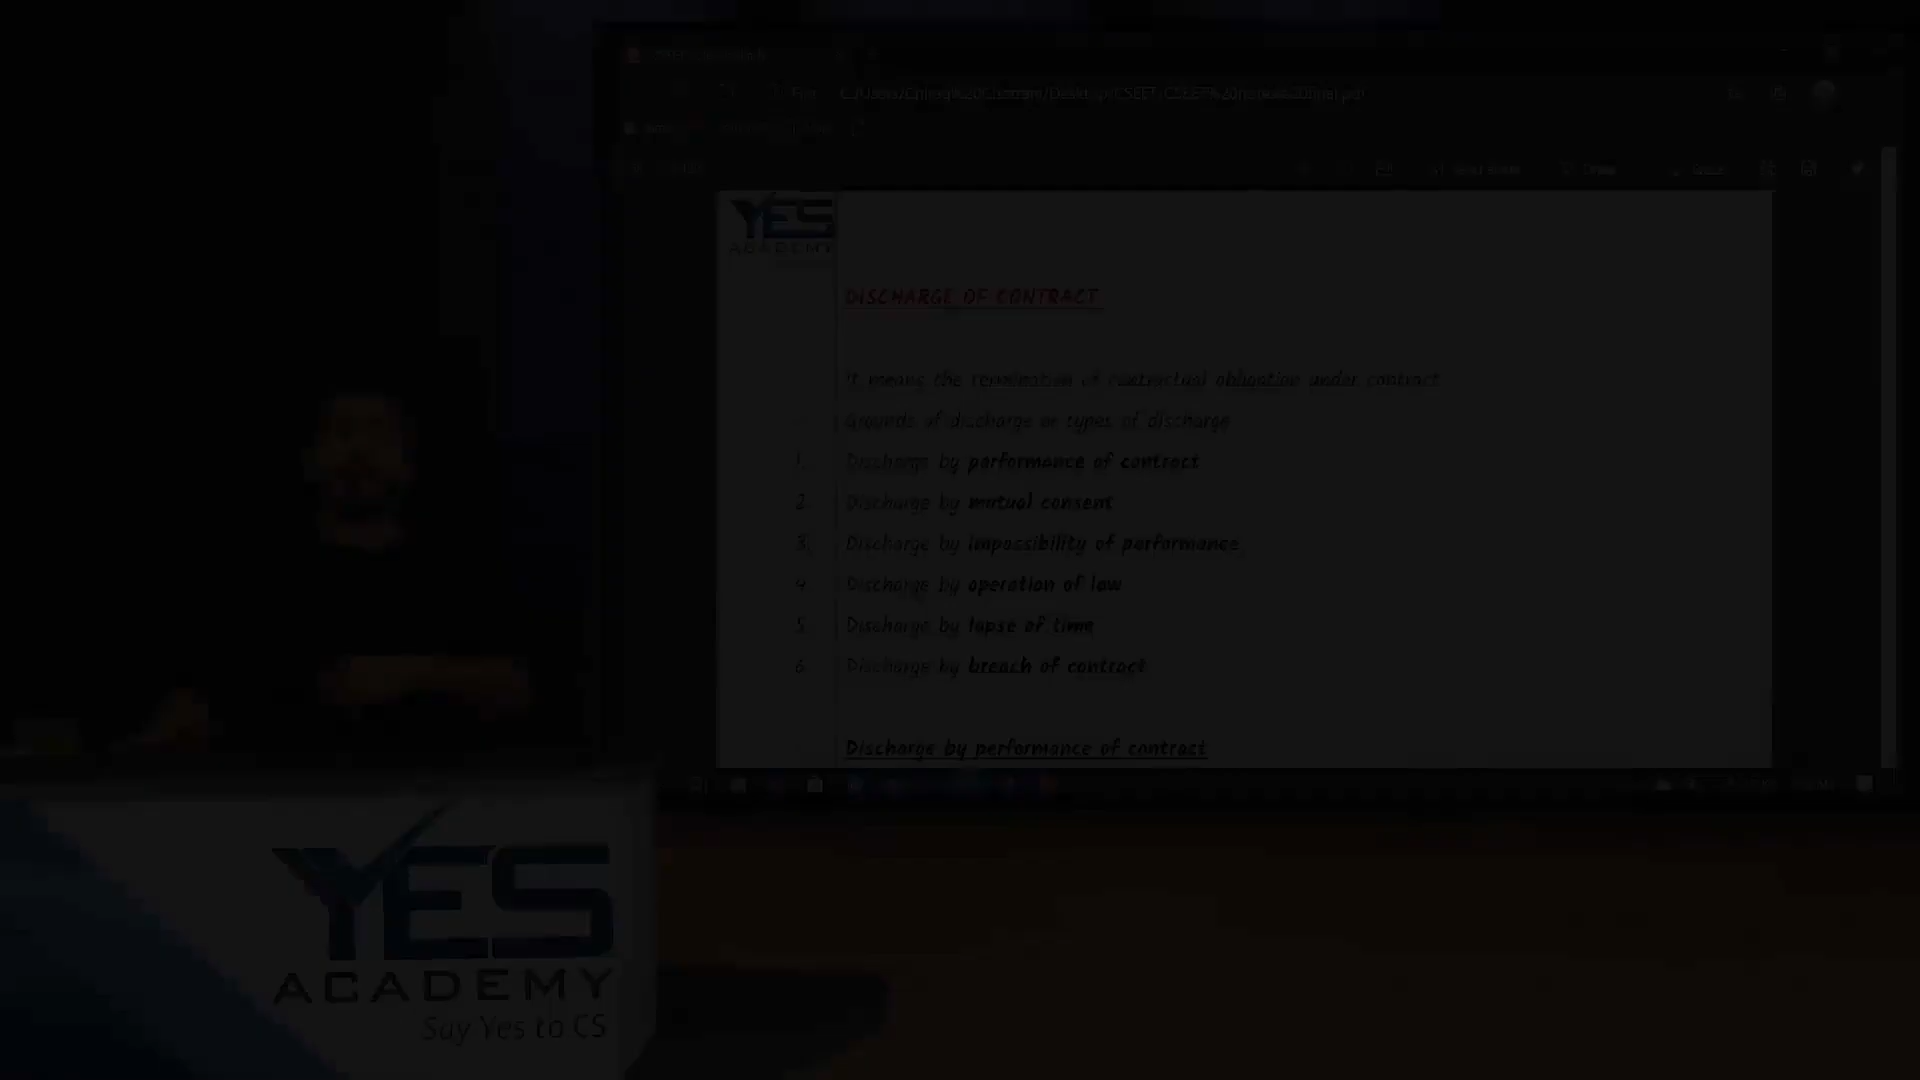 YES
ACADEMY
DISCHARGE OF CONTRACT
It means the termination of contractual obligation under contract
- Grounds of discharge or types of discharge
1. Discharge by performance of contract
2. Discharge by mutual consent
3. Discharge by impossibility of performance
4. Discharge by operation of law
5. Discharge by lapse of time
6. Discharge by breach of contract
Discharge by performance of contract
YES
ACADEMY
Say Yes to CS